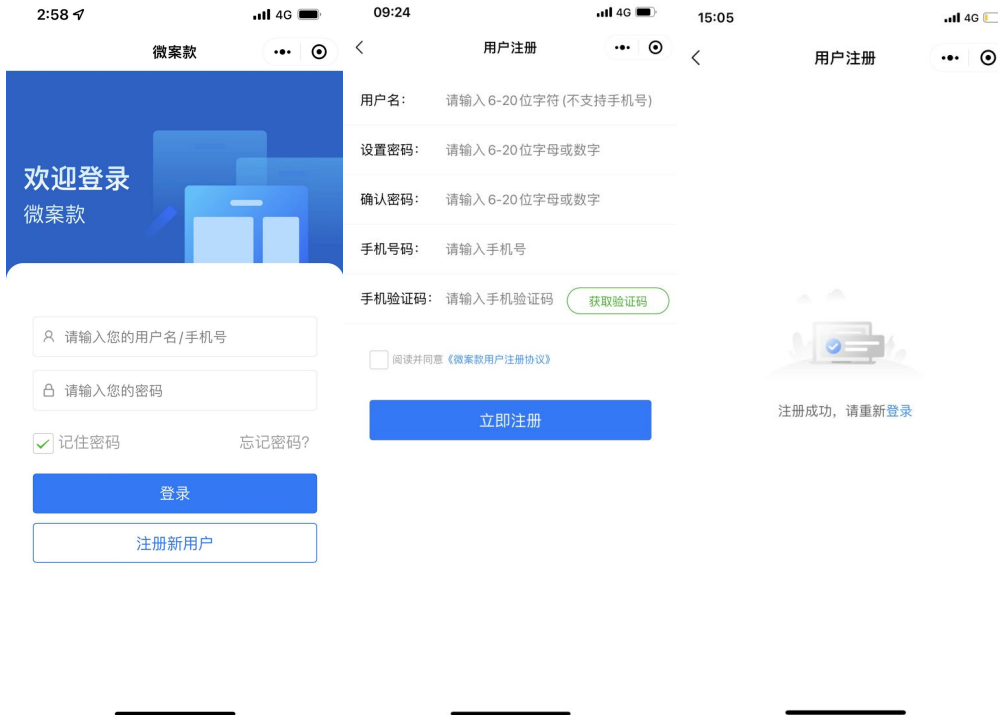 2:58
4G
微案款
欢迎登录
微案款
请输入您的用户名/手机号
请输入您的密码
记住密码
忘记密码?
登录
注册新用户
09:24
4G
用户注册
用户名: 请输入6-20位字符(不支持手机号)
设置密码: 请输入6-20位字母或数字
确认密码: 请输入6-20位字母或数字
手机号码: 请输入手机号
手机验证码: 请输入手机验证码 获取验证码
阅读并同意《微案款用户注册协议》
立即注册
15:05
4G
用户注册
注册成功，请重新登录